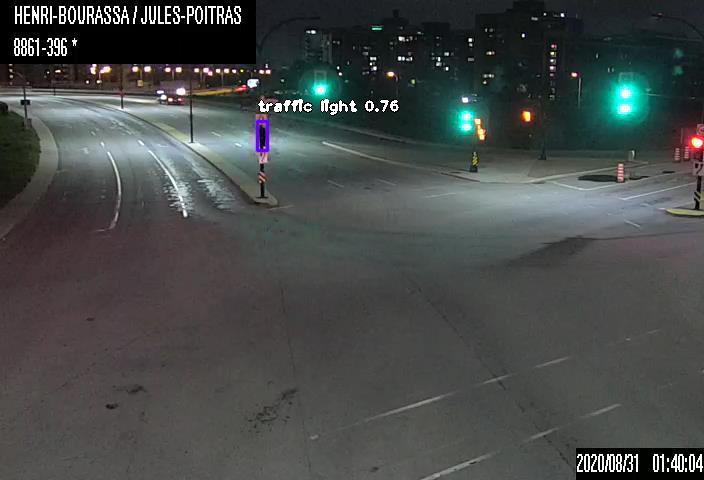 HENRI-BOURASSA / JULES-POITRAS
8861-396 *
traffic light 0.76
2020/08/31 01:40:04